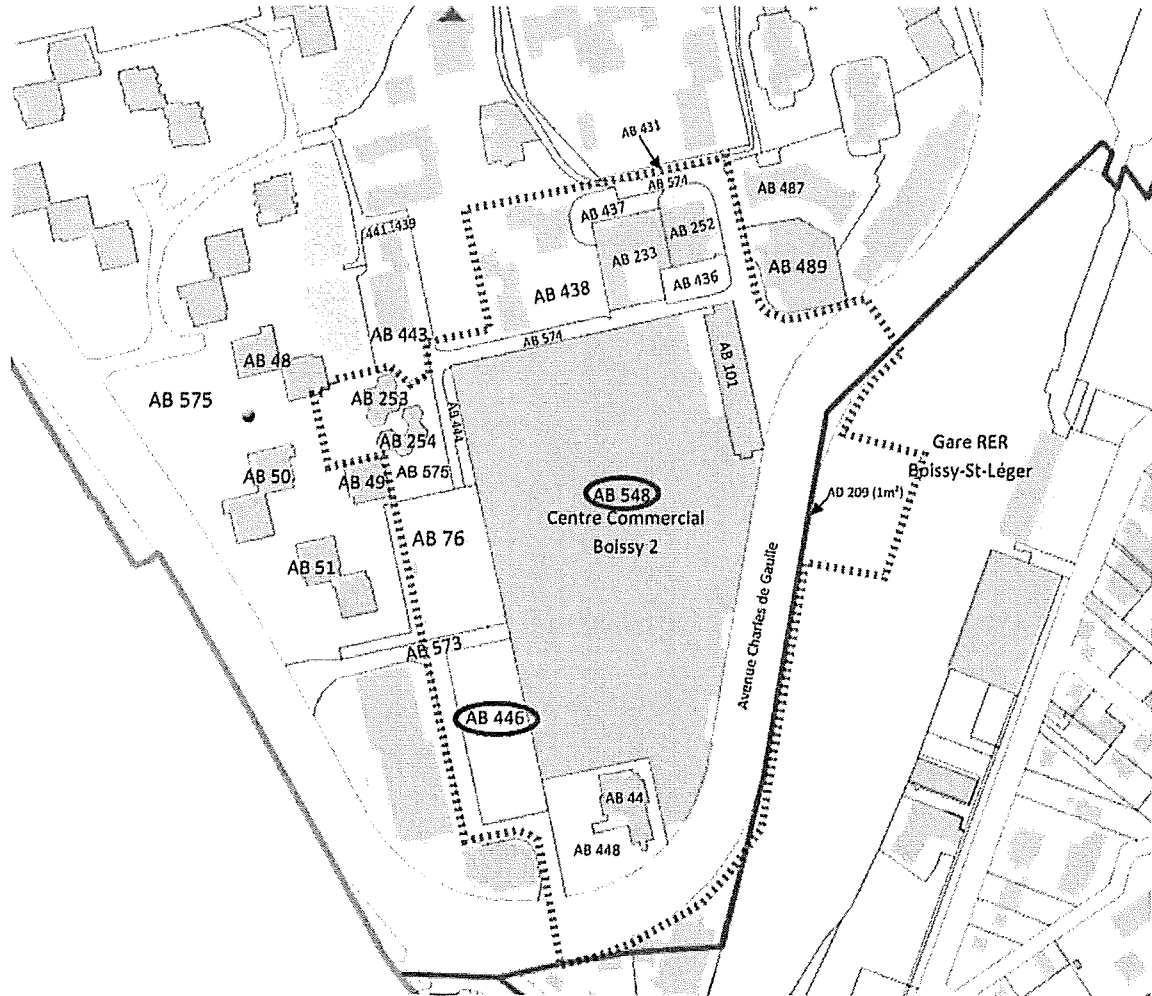 AB 431
AB 574
AB 487
AB 437
AB 252
AB 233
AB 489
AB 436
AB 438
439
AB 443
AB 574
AB 48
AB 101
AB 253
AB 575
AB 444
AB 254
Gare RER
Boissy-St-Léger
AB 50
AB 49
AB 575
AB 548
AD 209 (1m²)
Centre Commercial
Boissy 2
AB 76
AB 51
Avenue Charles de Gaulle
AB 573
AB 446
AB 44
AB 448